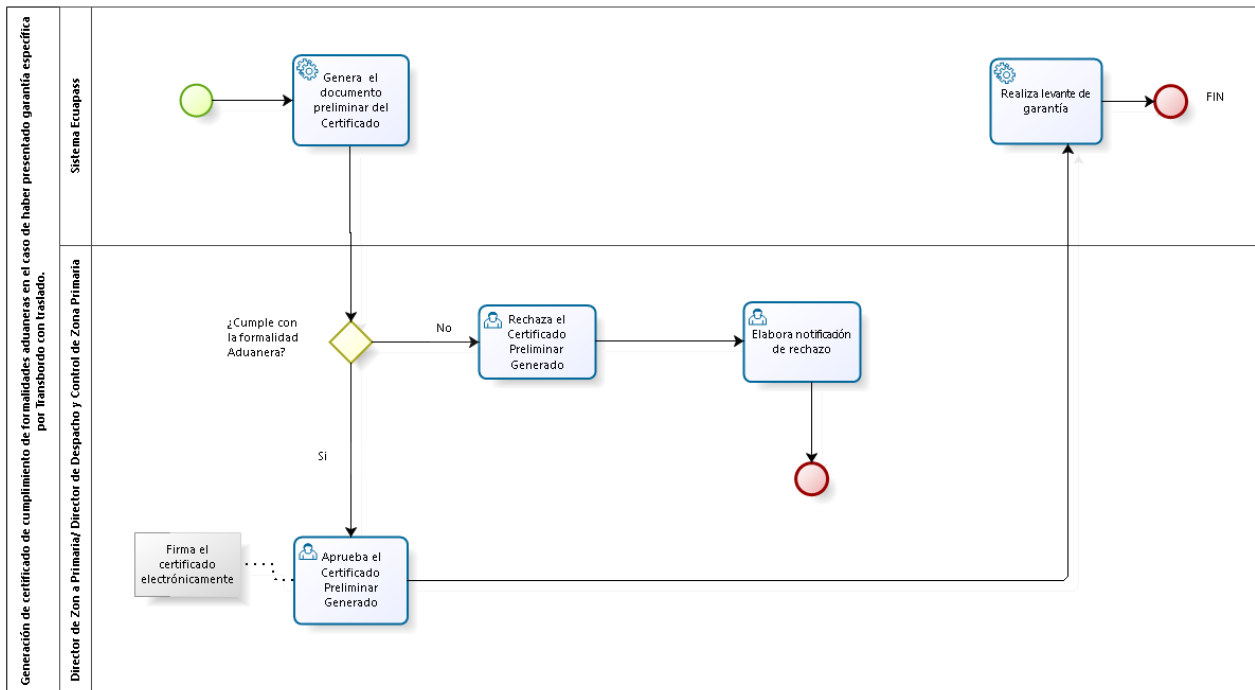 Generación de certificado de cumplimiento de formalidades aduaneras en el caso de haber presentado garantía específica
por Transbordo con traslado.
Sistema Ecuapass
Genera el
documento
preliminar del
Certificado
Realiza levante de
garantía
FIN
Director de Zon a Primaria/ Director de Despacho y Control de Zona Primaria
¿Cumple con
la formalidad
Aduanera?
No
Rechaza el
Certificado
Preliminar
Generado
Elabora notificación
de rechazo
Si
Firma el
certificado
electrónicamente
Aprueba el
Certificado
Preliminar
Generado